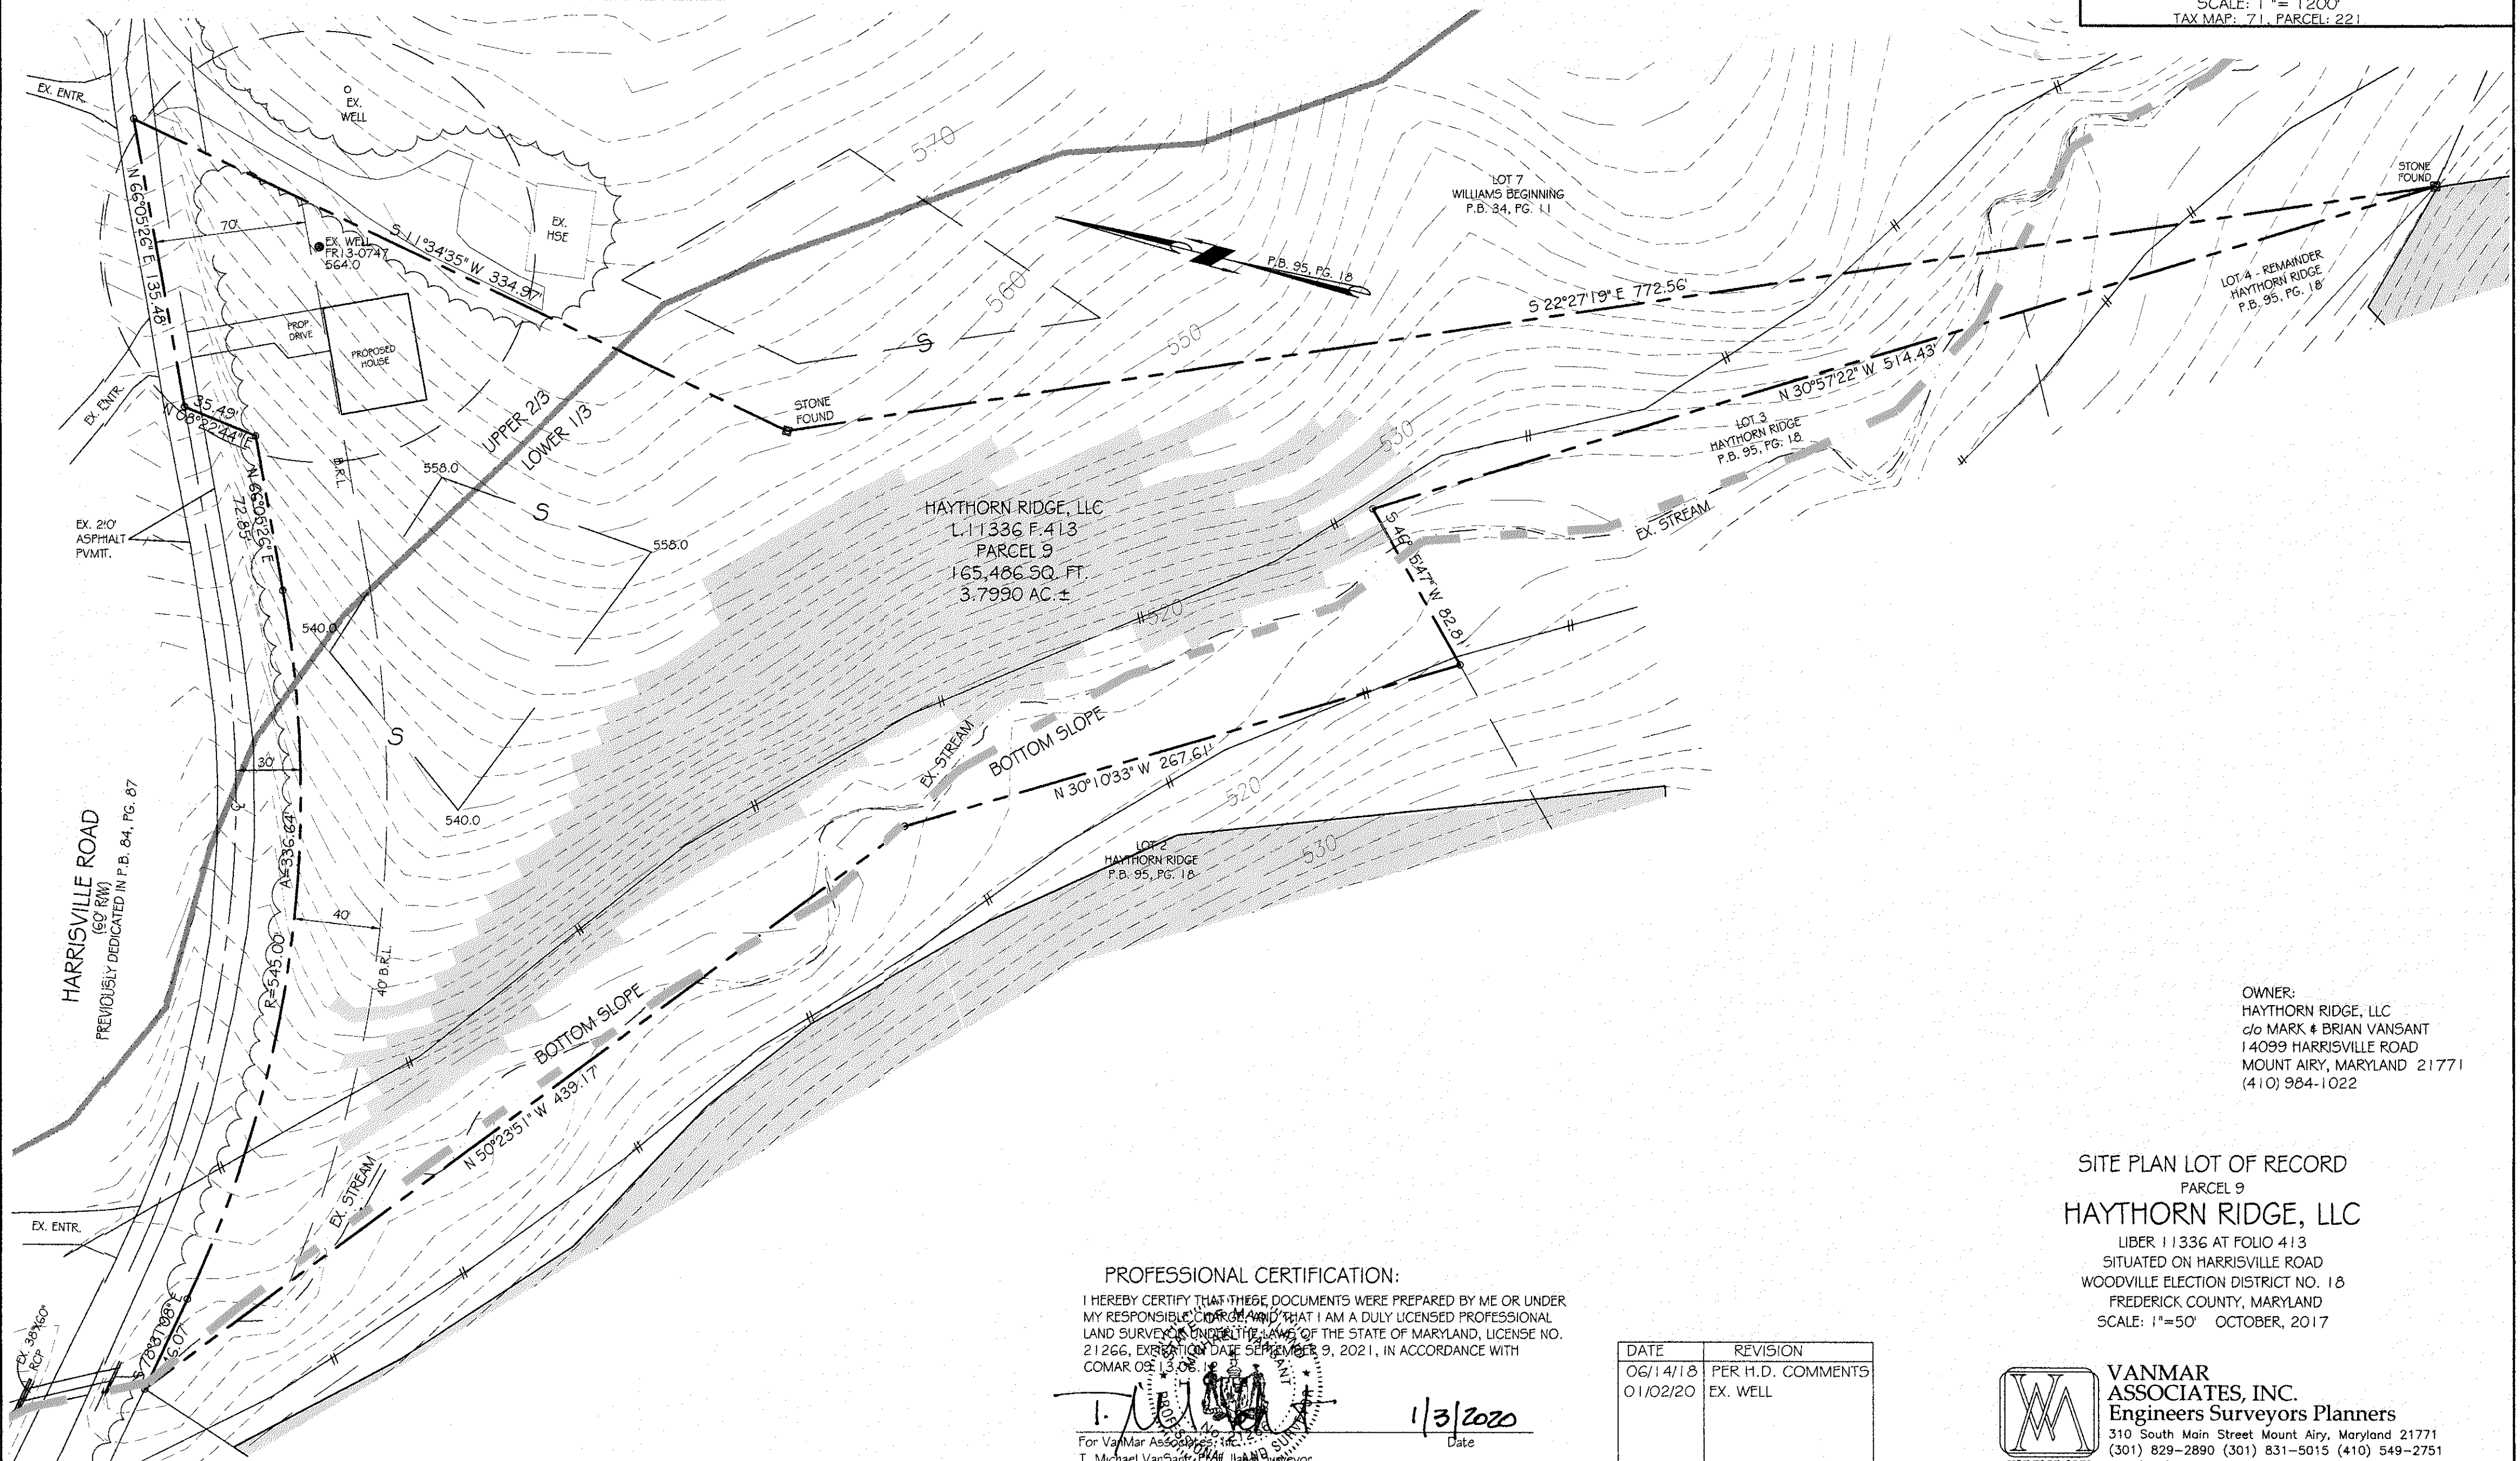 SCALE: 1"= 1200'
TAX MAP: 71, PARCEL: 221
EX. ENTR.
EX.
WELL
N 66°05'26" E 135.48'
70'
EX. WELL
FR13-0747
564.0
S 11°34'35" W 334.97'
EX.
HSE
570
560
550
S
P.B. 95, PG. 18
LOT 7
WILLIAMS BEGINNING
P.B. 34, PG. 11
S 22°27'19" E 772.56'
STONE
FOUND
LOT 4 - REMAINDER
HAYTHORN RIDGE
P.B. 95, PG. 18
PROP.
DRIVE
PROPOSED
HOUSE
EX. ENTR.
35.49'
N 08°22'44" E
N 66°05'26" E
72.85'
B.R.L.
UPPER 2/3
LOWER 1/3
STONE
FOUND
530
N 30°57'22" W 514.43'
LOT 3
HAYTHORN RIDGE
P.B. 95, PG. 18
EX. STREAM
558.0
S
558.0
EX. 20'
ASPHALT
PVMT.
HAYTHORN RIDGE, LLC
L.11336 F.413
PARCEL 9
165,486 SQ. FT.
3.7990 AC.±
520
540.0
S
540.0
30'
EX. STREAM
BOTTOM SLOPE
N 30°10'33" W 267.61'
520
530
LOT 2
HAYTHORN RIDGE
P.B. 95, PG. 18
HARRISVILLE ROAD
(60' R/W)
PREVIOUSLY DEDICATED IN P.B. 84, PG. 87
A=336.64'
R=545.00'
40'
40' B.R.L.
BOTTOM SLOPE
N 50°23'51" W 439.17'
EX. STREAM
EX. ENTR.
EX. 38"X60"
RCP
S 78°31'08" E
OWNER:
HAYTHORN RIDGE, LLC
c/o MARK & BRIAN VANSANT
14099 HARRISVILLE ROAD
MOUNT AIRY, MARYLAND 21771
(410) 984-1022
SITE PLAN LOT OF RECORD
PARCEL 9
HAYTHORN RIDGE, LLC
LIBER 11336 AT FOLIO 413
SITUATED ON HARRISVILLE ROAD
WOODVILLE ELECTION DISTRICT NO. 18
FREDERICK COUNTY, MARYLAND
SCALE: 1"=50' OCTOBER, 2017
PROFESSIONAL CERTIFICATION:
I HEREBY CERTIFY THAT THESE DOCUMENTS WERE PREPARED BY ME OR UNDER
MY RESPONSIBLE CHARGE, AND THAT I AM A DULY LICENSED PROFESSIONAL
LAND SURVEYOR UNDER THE LAWS OF THE STATE OF MARYLAND, LICENSE NO.
21266, EXPIRATION DATE SEPTEMBER 9, 2021, IN ACCORDANCE WITH
COMAR
1/3/2020
For VanMar Associates, Inc.
Date
T. Michael VanSant, Prof. Land Surveyor
DATE REVISION
06/14/18 PER H.D. COMMENTS
01/02/20 EX. WELL
VANMAR
ASSOCIATES, INC.
Engineers Surveyors Planners
310 South Main Street Mount Airy, Maryland 21771
(301) 829-2890 (301) 831-5015 (410) 549-2751